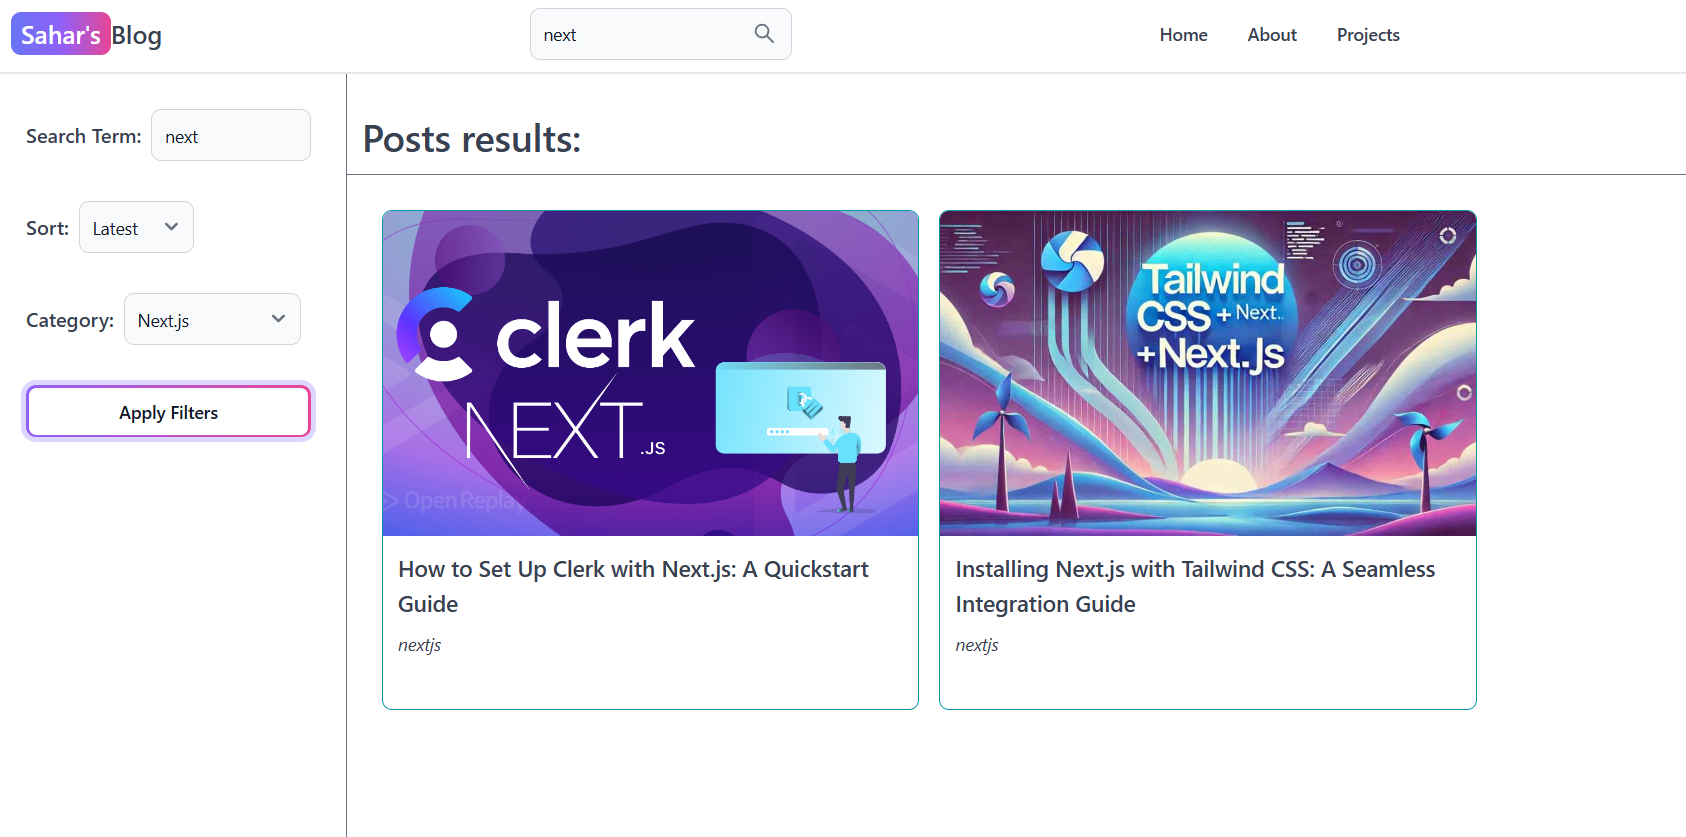 Sahar's Blog
next
Home About Projects
Search Term: next
Sort: Latest
Category: Next.js
Apply Filters
Posts results:
clerk
NEXT.JS
OpenReplay
Tailwind
CSS + Next.
+Next.Js
How to Set Up Clerk with Next.js: A Quickstart
Guide
nextjs
Installing Next.js with Tailwind CSS: A Seamless
Integration Guide
nextjs